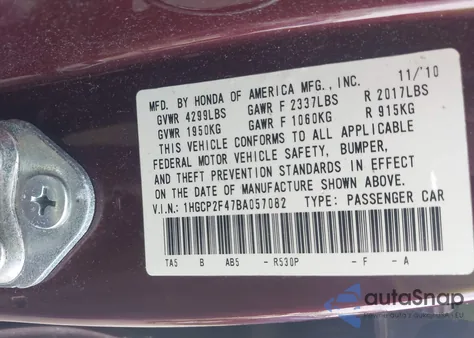 MFD. BY HONDA OF AMERICA MFG., INC. 11/'10
GVWR 4299LBS GAWR F 2337LBS R 2017LBS
GVWR 1950KG GAWR F 1060KG R 915KG
THIS VEHICLE CONFORMS TO ALL APPLICABLE
FEDERAL MOTOR VEHICLE SAFETY, BUMPER,
AND THEFT PREVENTION STANDARDS IN EFFECT
ON THE DATE OF MANUFACTURE SHOWN ABOVE.
V.I.N.: 1HGCP2F47BA057082 TYPE: PASSENGER CAR
TA5 B AB5 - R530P - F - A
autoSnap